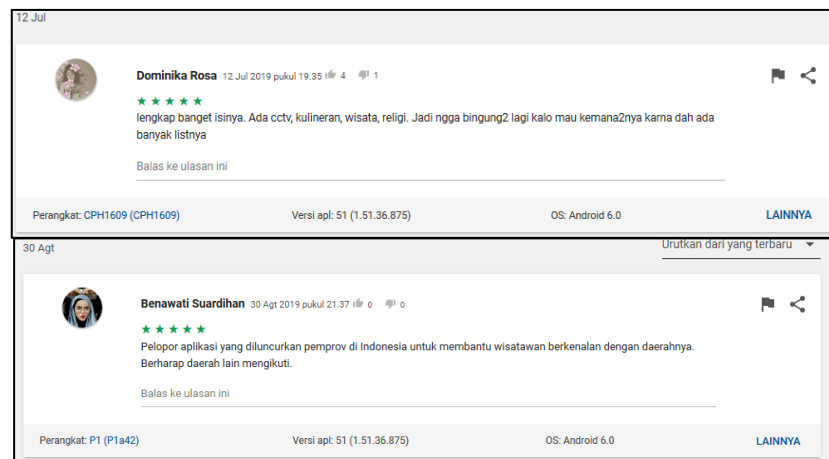 12 Jul
Dominika Rosa 12 Jul 2019 pukul 19.35 4 1
lengkap banget isinya. Ada cctv, kulineran, wisata, religi. Jadi ngga bingung2 lagi kalo mau kemana2nya karna dah ada
banyak listnya
Balas ke ulasan ini
Perangkat: CPH1609 (CPH1609) Versi apl: 51 (1.51.36.875) OS: Android 6.0 LAINNYA
30 Agt Urutkan dari yang terbaru
Benawati Suardihan 30 Agt 2019 pukul 21.37 0 0
Pelopor aplikasi yang diluncurkan pemprov di Indonesia untuk membantu wisatawan berkenalan dengan daerahnya.
Berharap daerah lain mengikuti.
Balas ke ulasan ini
Perangkat: P1 (P1a42) Versi apl: 51 (1.51.36.875) OS: Android 6.0 LAINNYA